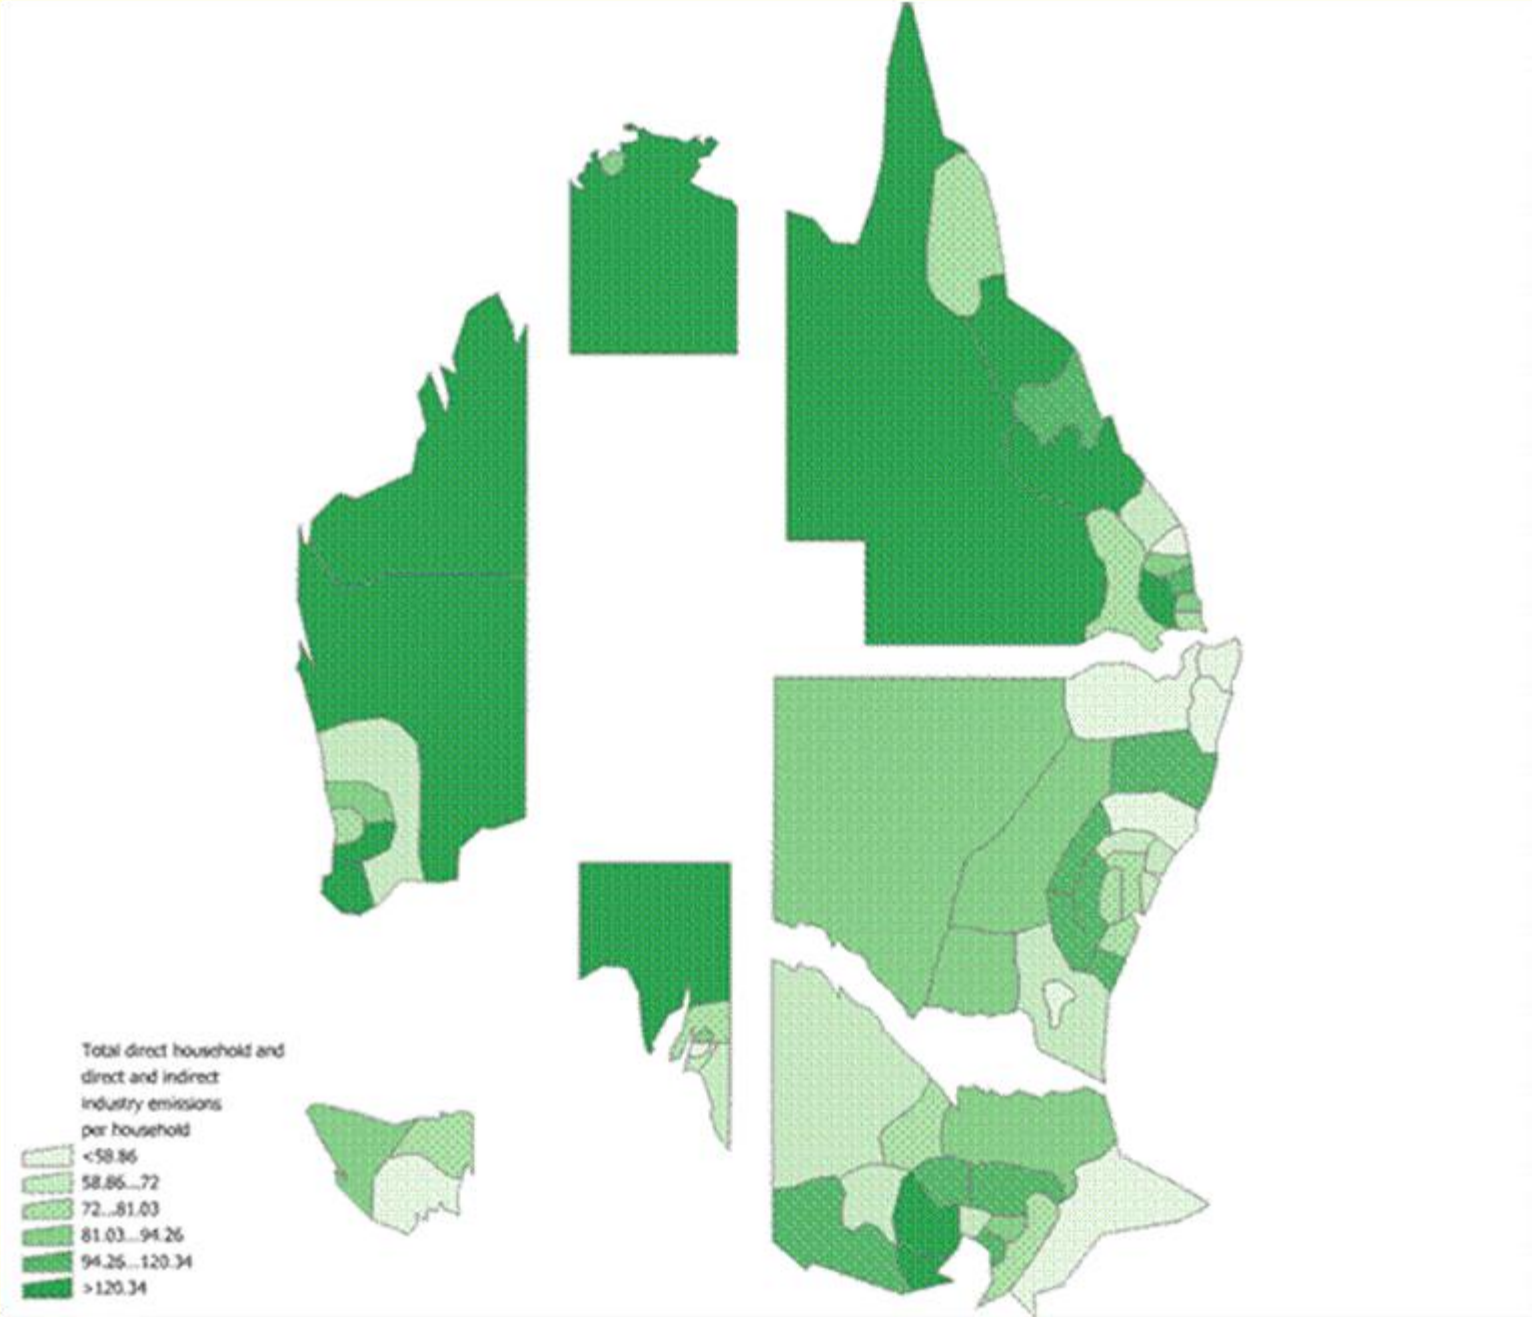 Total direct household and
direct and indirect
industry emissions
per household
<58.86
58.86...72
72...81.03
81.03...94.26
94.26...120.34
>120.34